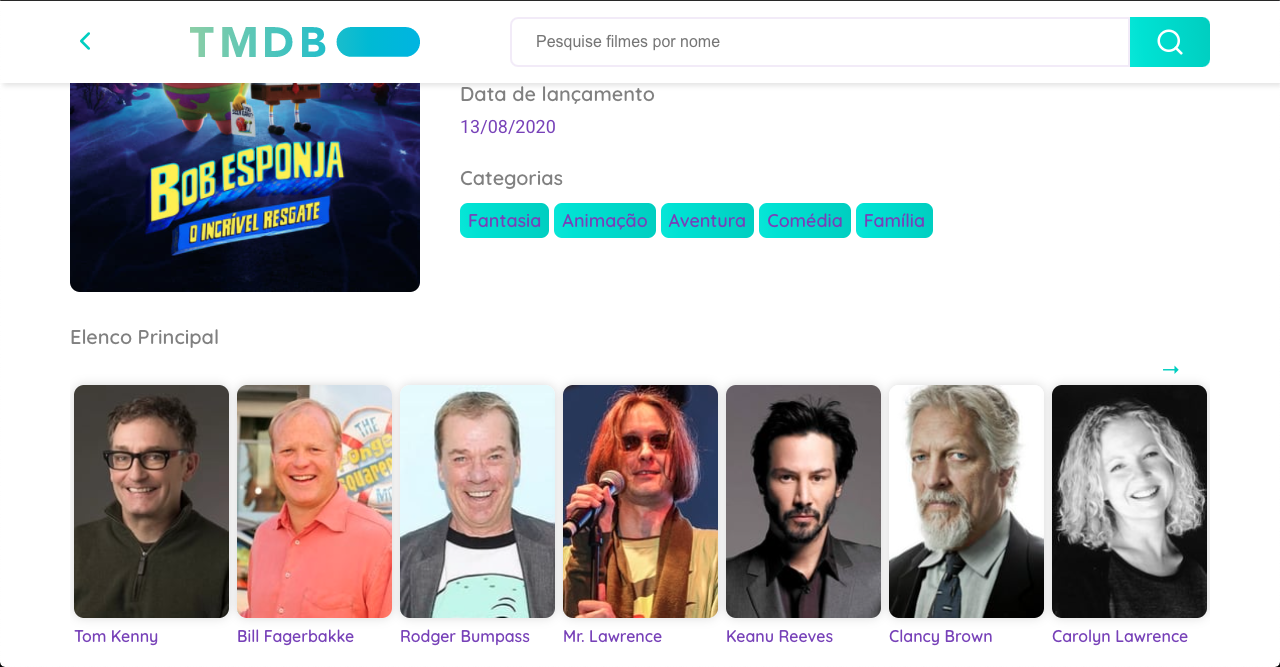 TMDB
Pesquise filmes por nome
Data de lançamento
13/08/2020
BOB ESPONJA
O INCRÍVEL RESGATE
Categorias
Fantasia Animação Aventura Comédia Família
Elenco Principal
→
THE
Tom Kenny Bill Fagerbakke Rodger Bumpass Mr. Lawrence Keanu Reeves Clancy Brown Carolyn Lawrence